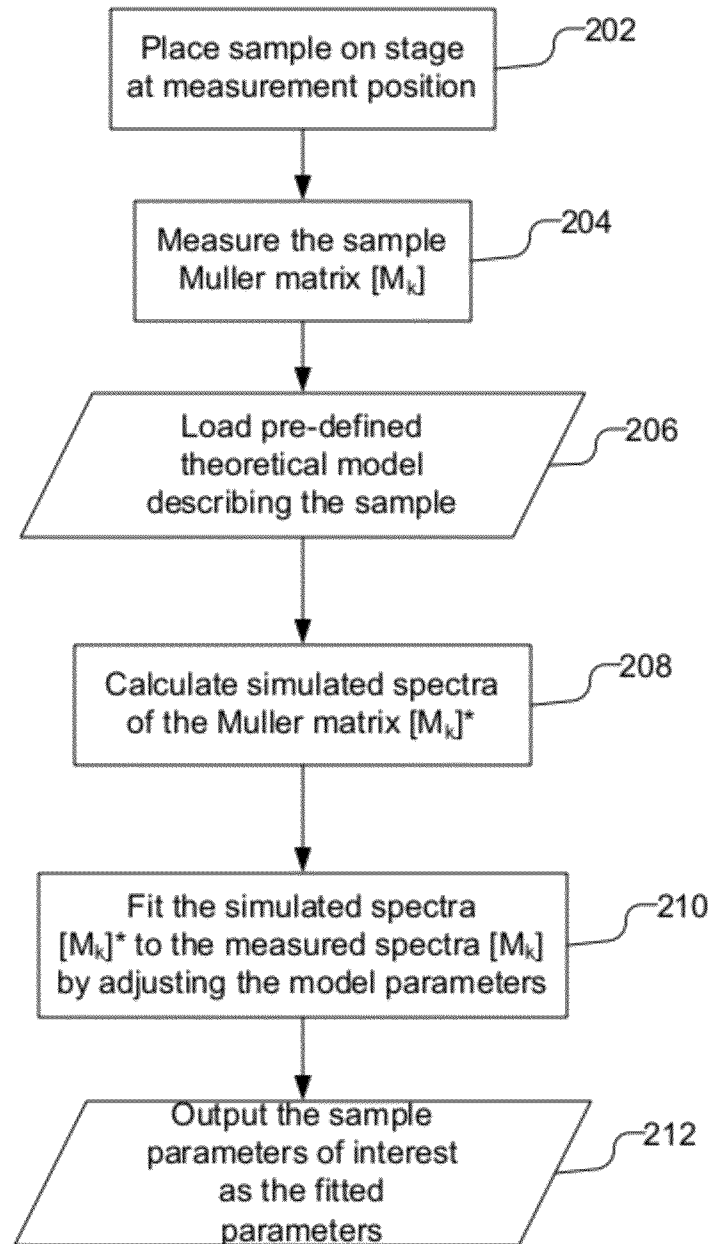 Place sample on stage
at measurement position
202
Measure the sample
Muller matrix [Mk]
204
Load pre-defined
theoretical model
describing the sample
206
Calculate simulated spectra
of the Muller matrix [Mk]*
208
Fit the simulated spectra
[Mk]* to the measured spectra [Mk]
by adjusting the model parameters
210
Output the sample
parameters of interest
as the fitted
parameters
212